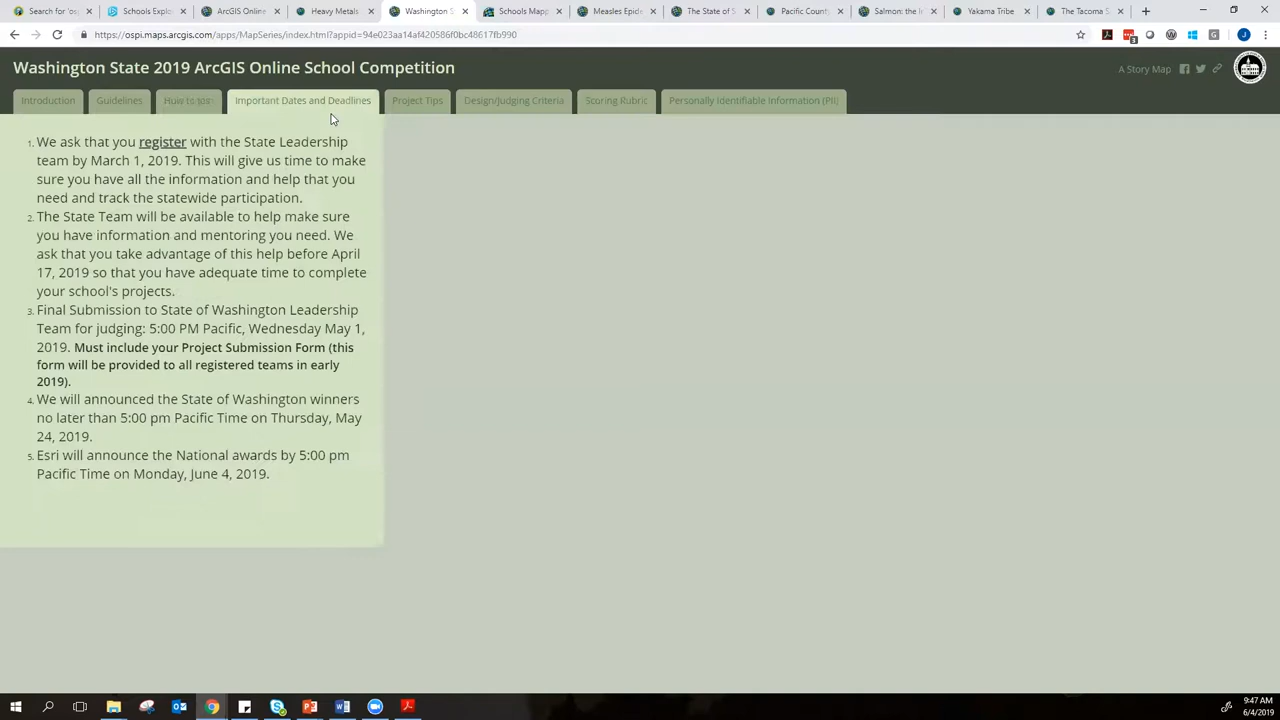 Search for 'osp
Schools Explo
ArcGIS Online
Heavy Metals
Washington S
Schools Mapp
Measles Epide
The State of S
Pacific County
Salmon: the I
Yakama Tribe
The Tacoma S
https://ospi.maps.arcgis.com/apps/MapSeries/index.html?appid=94e023aa14af420586f0bc48617fb990
Washington State 2019 ArcGIS Online School Competition
A Story Map
Introduction
Guidelines
How to Join
Important Dates and Deadlines
Project Tips
Design/Judging Criteria
Scoring Rubric
Personally Identifiable Information (PII)
1. We ask that you register with the State Leadership
team by March 1, 2019. This will give us time to make
sure you have all the information and help that you
need and track the statewide participation.
2. The State Team will be available to help make sure
you have information and mentoring you need. We
ask that you take advantage of this help before April
17, 2019 so that you have adequate time to complete
your school's projects.
3. Final Submission to State of Washington Leadership
Team for judging: 5:00 PM Pacific, Wednesday May 1,
2019. Must include your Project Submission Form (this
form will be provided to all registered teams in early
2019).
4. We will announced the State of Washington winners
no later than 5:00 pm Pacific Time on Thursday, May
24, 2019.
5. Esri will announce the National awards by 5:00 pm
Pacific Time on Monday, June 4, 2019.
9:47 AM
6/4/2019